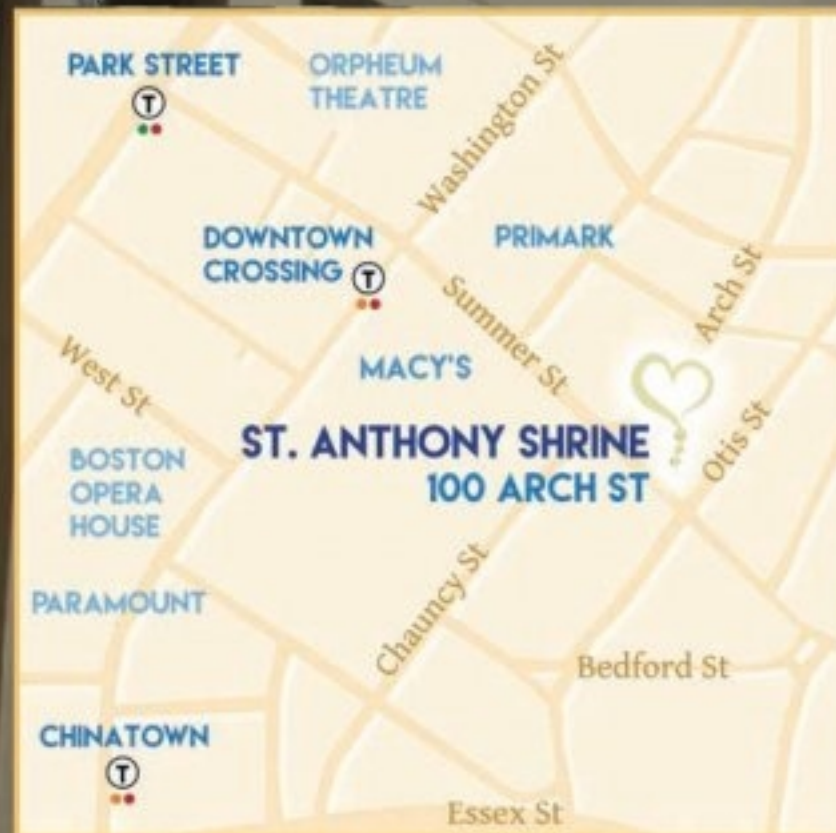 PARK STREET
T
ORPHEUM
THEATRE
Washington St
DOWNTOWN
CROSSING T
PRIMARK
Summer St
Arch St
MACY'S
West St
ST. ANTHONY SHRINE
100 ARCH ST
Otis St
BOSTON
OPERA
HOUSE
PARAMOUNT
Chauncy St
Bedford St
CHINATOWN
T
Essex St